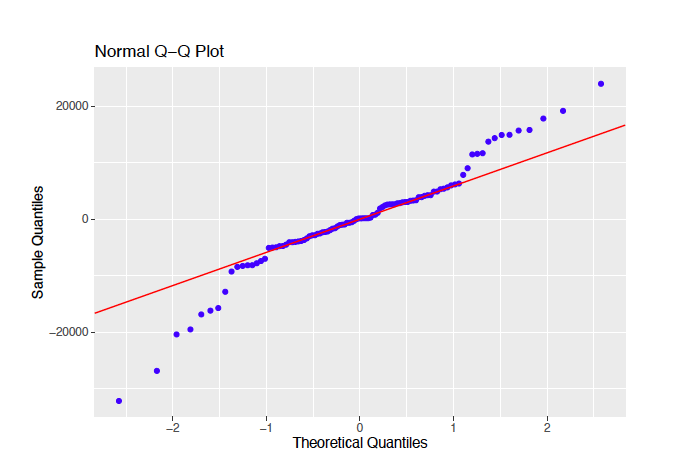 Normal Q−Q Plot
20000
0
−20000
Sample Quantiles
−2
−1
0
1
2
Theoretical Quantiles